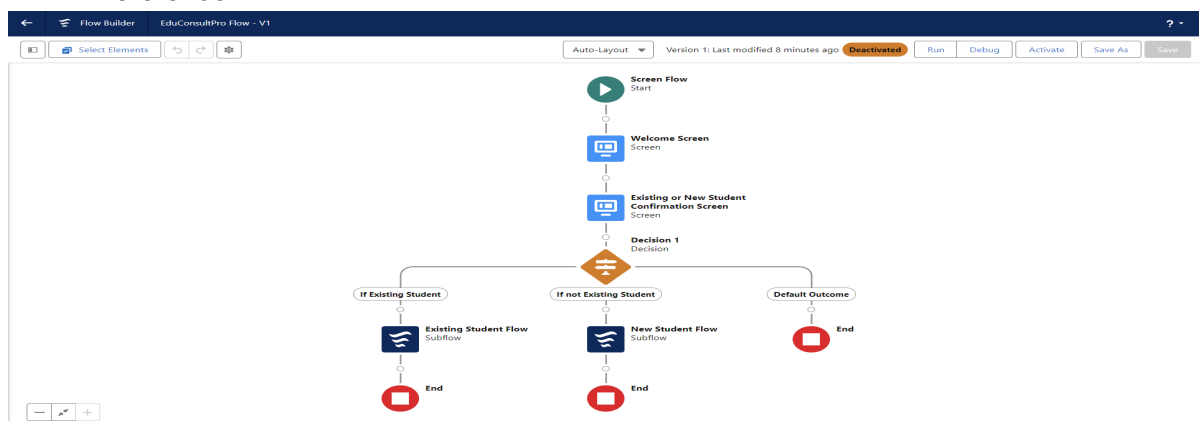 Flow Builder EduConsultPro Flow - V1 ?
Select Elements Auto-Layout Version 1: Last modified 8 minutes ago Deactivated Run Debug Activate Save As Save
Screen Flow
Start
Welcome Screen
Screen
Existing or New Student
Confirmation Screen
Screen
Decision 1
Decision
If Existing Student If not Existing Student Default Outcome
Existing Student Flow New Student Flow End
Subflow Subflow
End End